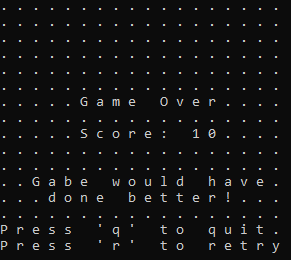 Game Over
Score: 10
Gabe would have
done better!
Press 'q' to quit.
Press 'r' to retry